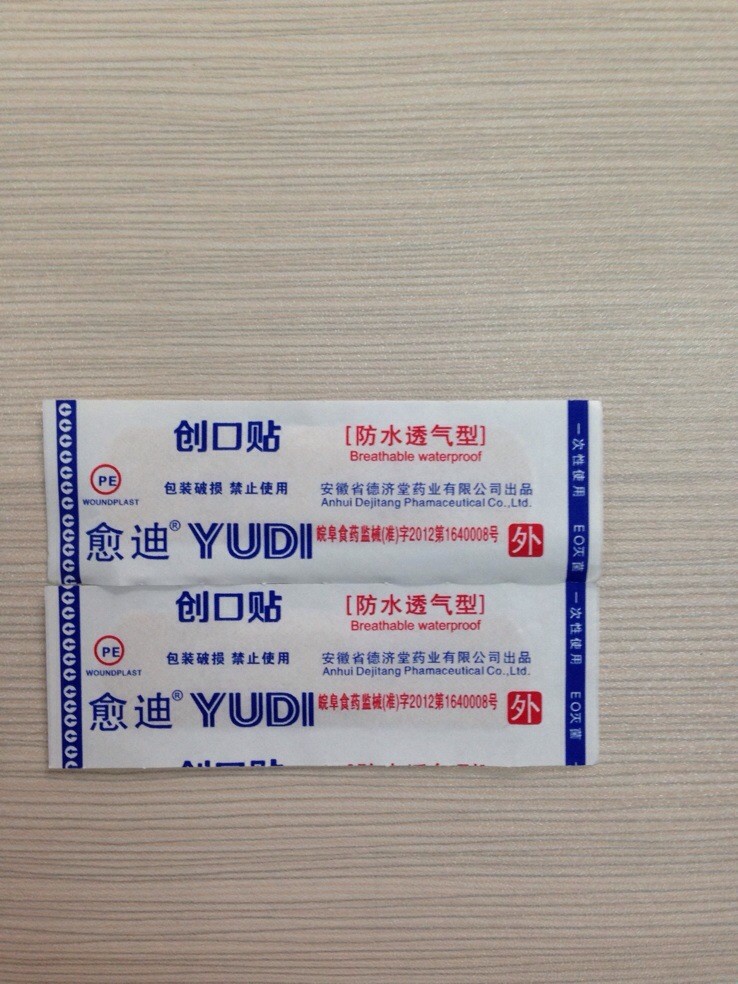 创口贴
[防水透气型]
Breathable waterproof
PE
WOUNDPLAST
包装破损 禁止使用
安徽省德济堂药业有限公司出品
Anhui Dejitang Phamaceutical Co.,Ltd.
愈迪® YUDI
皖阜食药监械(准)字2012第1640008号
外
一次性使用 EO灭菌
创口贴
[防水透气型]
Breathable waterproof
PE
WOUNDPLAST
包装破损 禁止使用
安徽省德济堂药业有限公司出品
Anhui Dejitang Phamaceutical Co.,Ltd.
愈迪® YUDI
皖阜食药监械(准)字2012第1640008号
外
一次性使用 EO灭菌